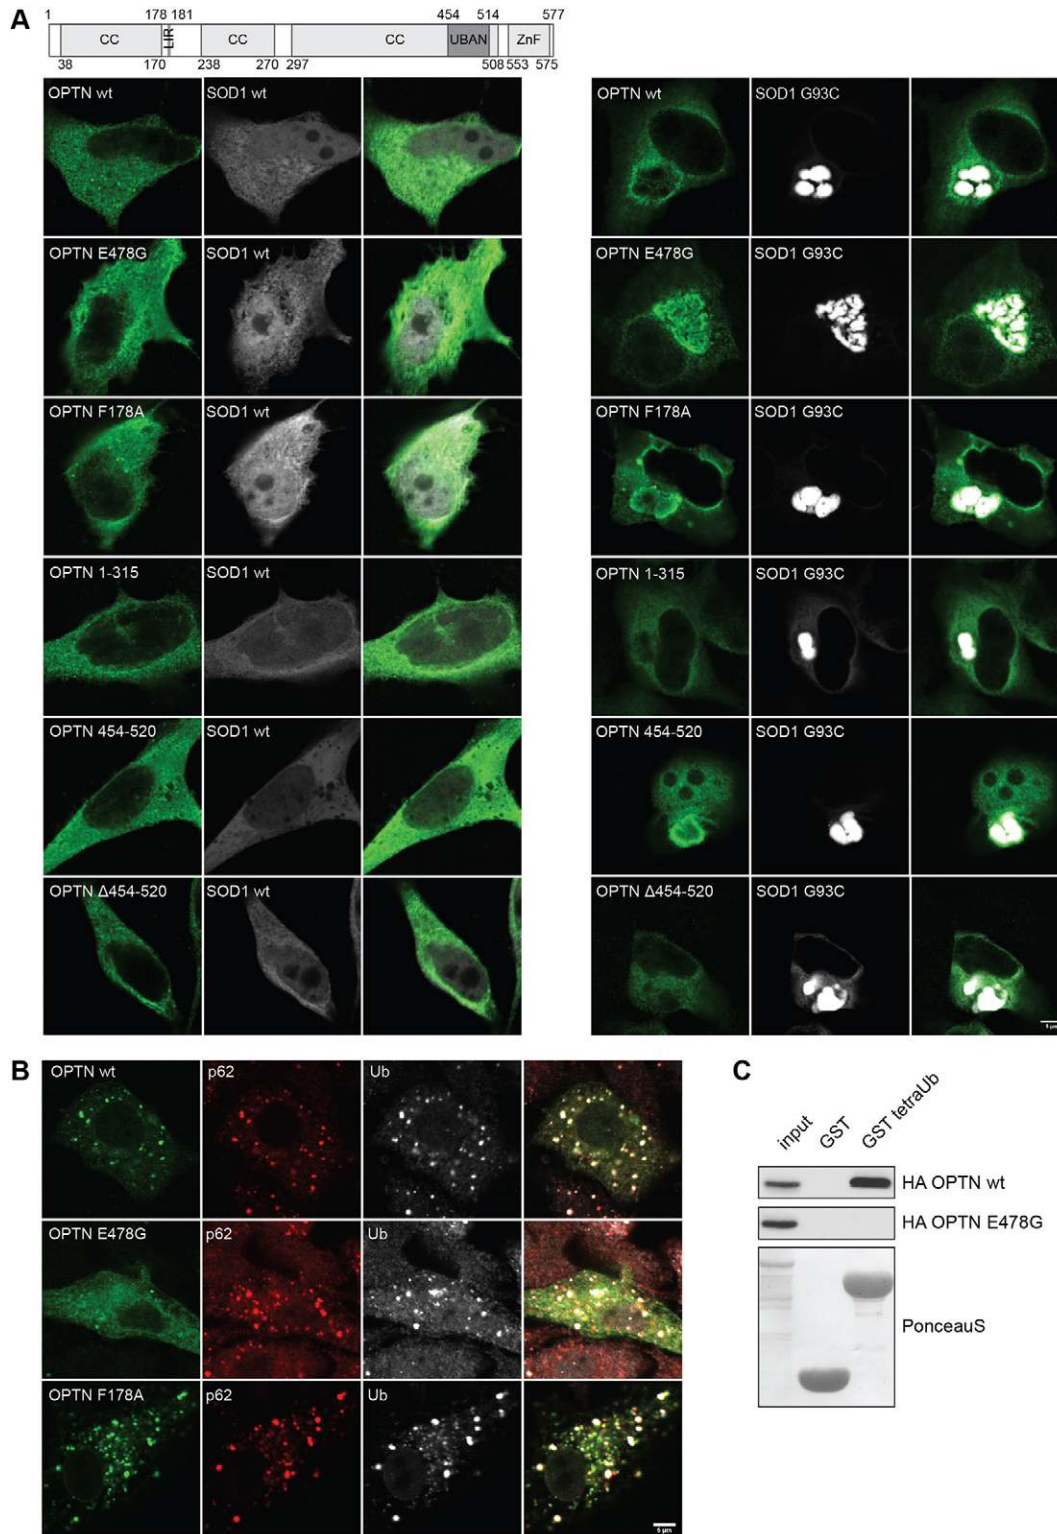 A
1 178 181 454 514 577
CC LIR CC CC UBAN ZnF
38 170 238 270 297 508 553 575
OPTN wt SOD1 wt OPTN wt SOD1 G93C
OPTN E478G SOD1 wt OPTN E478G SOD1 G93C
OPTN F178A SOD1 wt OPTN F178A SOD1 G93C
OPTN 1-315 SOD1 wt OPTN 1-315 SOD1 G93C
OPTN 454-520 SOD1 wt OPTN 454-520 SOD1 G93C
OPTN Δ454-520 SOD1 wt OPTN Δ454-520 SOD1 G93C
5 µm
B
OPTN wt p62 Ub
OPTN E478G p62 Ub
OPTN F178A p62 Ub
5 µm
C
input GST GST tetraUb
HA OPTN wt
HA OPTN E478G
PonceauS